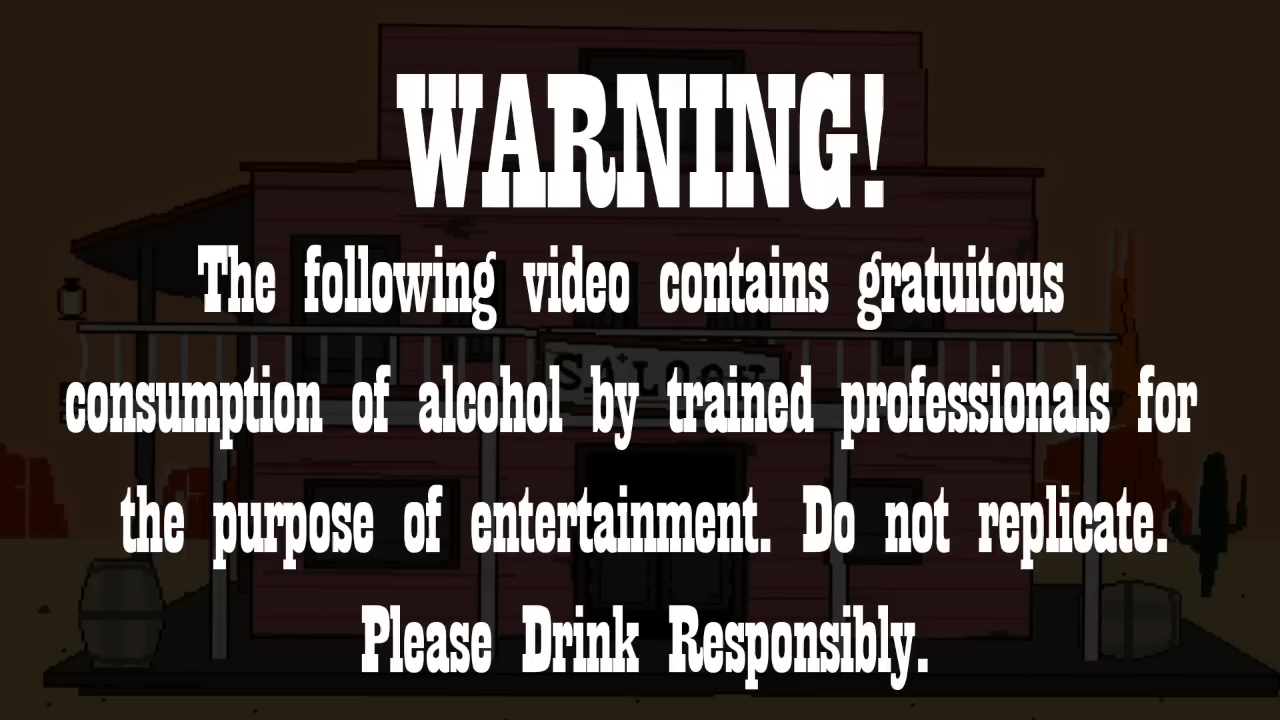 WARNING!
The following video contains gratuitous
SALOON
consumption of alcohol by trained professionals for
the purpose of entertainment. Do not replicate.
Please Drink Responsibly.